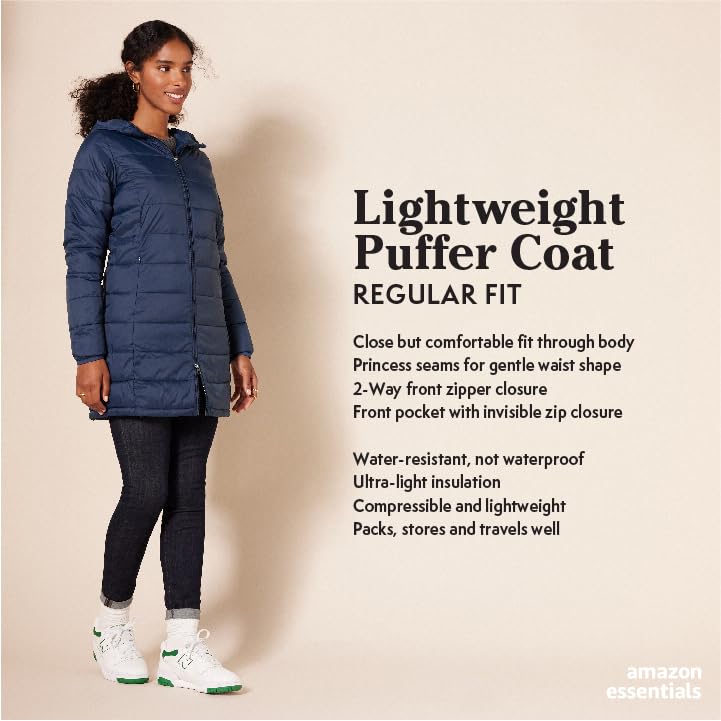 Lightweight
Puffer Coat
REGULAR FIT
Close but comfortable fit through body
Princess seams for gentle waist shape
2-Way front zipper closure
Front pocket with invisible zip closure
Water-resistant, not waterproof
Ultra-light insulation
Compressible and lightweight
Packs, stores and travels well
amazon
essentials